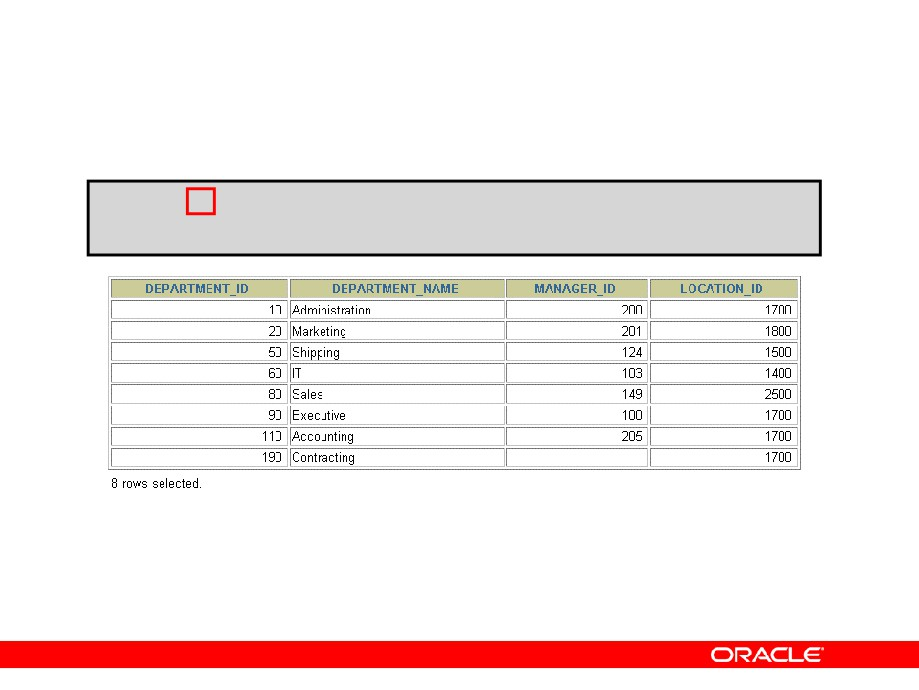 DEPARTMENT_ID DEPARTMENT_NAME MANAGER_ID LOCATION_ID
10 Administration 200 1700
20 Marketing 201 1800
50 Shipping 124 1500
60 IT 103 1400
80 Sales 149 2500
90 Executive 100 1700
110 Accounting 205 1700
190 Contracting 1700
8 rows selected.
ORACLE